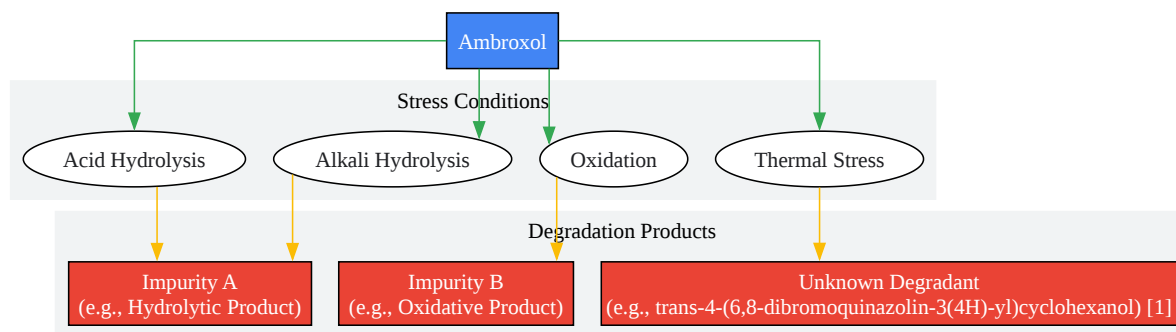 Ambroxol
Stress Conditions
Acid Hydrolysis
Alkali Hydrolysis
Oxidation
Thermal Stress
Degradation Products
Impurity A
(e.g., Hydrolytic Product)
Impurity B
(e.g., Oxidative Product)
Unknown Degradant
(e.g., trans-4-(6,8-dibromoquinazolin-3(4H)-yl)cyclohexanol) [1]